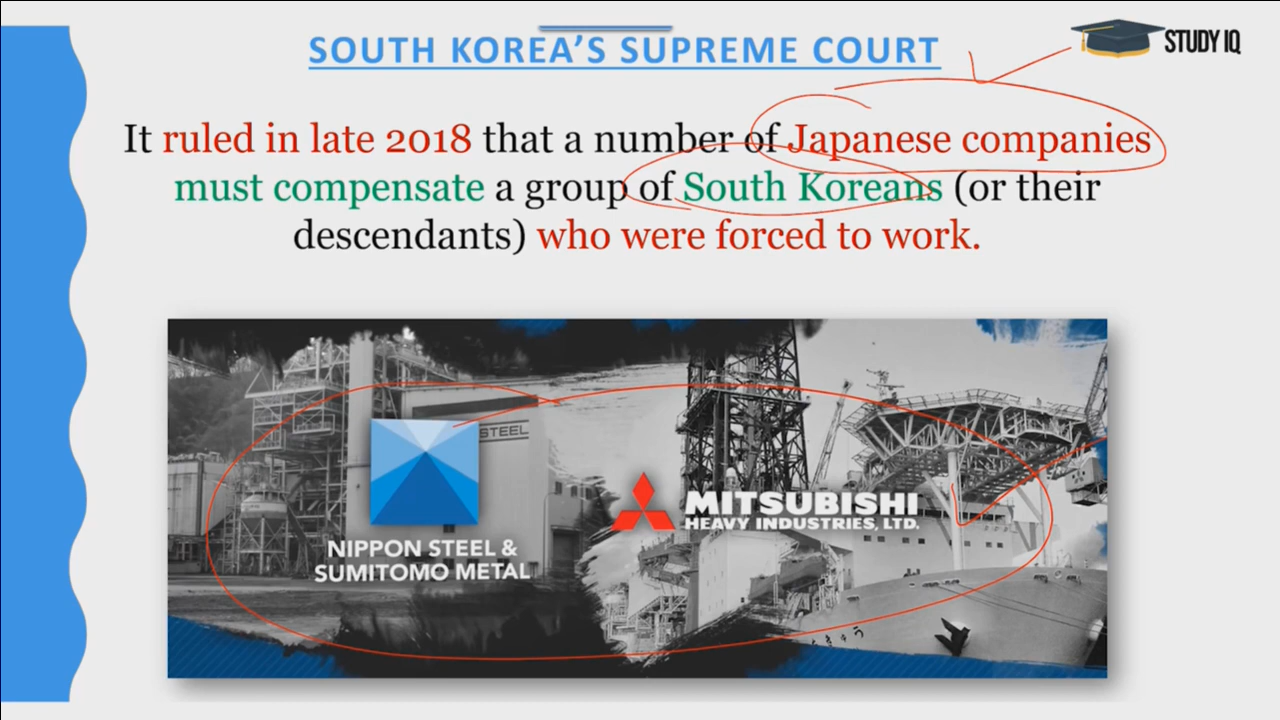 SOUTH KOREA'S SUPREME COURT
STUDY IQ
It ruled in late 2018 that a number of Japanese companies
must compensate a group of South Koreans (or their
descendants) who were forced to work.
STEEL
NIPPON STEEL &
SUMITOMO METAL
MITSUBISHI
HEAVY INDUSTRIES, LTD.